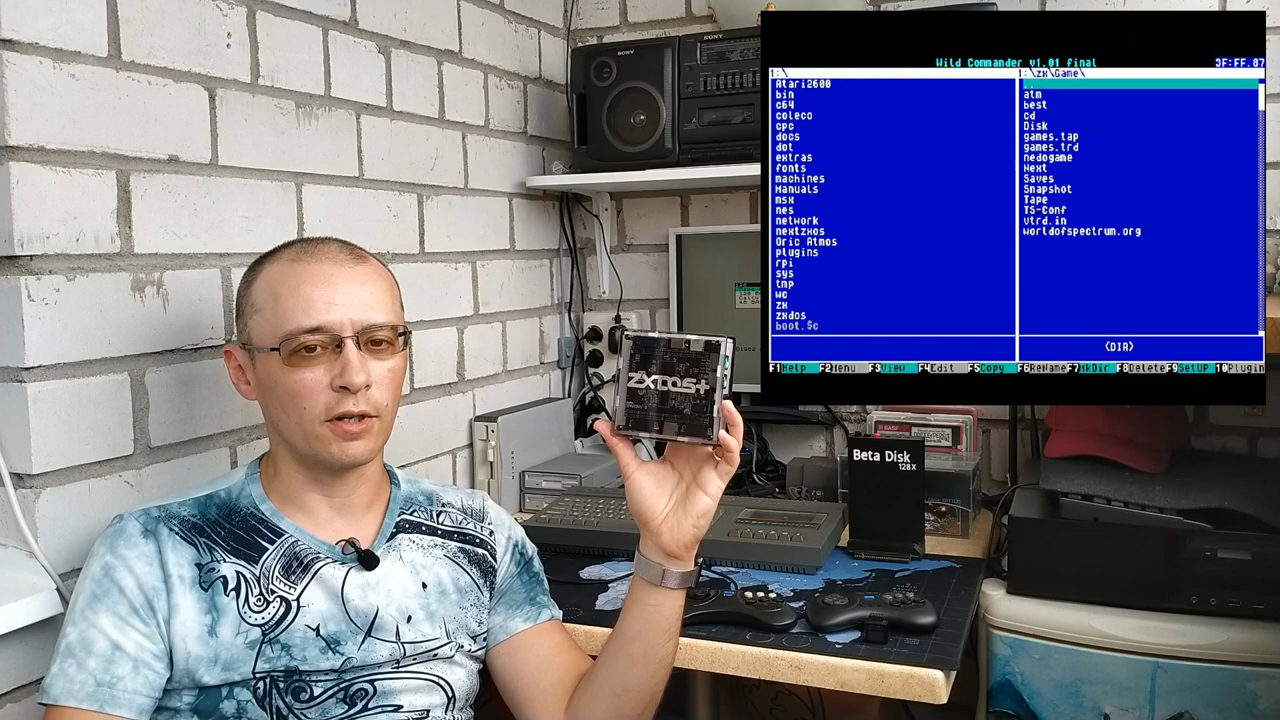 SONY
SONY
Wild Commander v1.01 final
3F:FF.87
1:\
Atari2600
bin
c64
coleco
cpc
docs
dot
extras
fonts
machines
Manuals
msx
nes
network
nextzxos
Oric Atmos
plugins
rpi
sys
tmp
wc
zx
zxdos
boot.$c
1:\zx\Game\
..
atm
best
cd
Disk
games.tap
games.trd
nedogame
Next
Saves
Snapshot
Tape
TS-Conf
vtrd.in
worldofspectrum.org
<DIR>
F1Help F2Menu F3View F4Edit F5Copy F6ReName F7MkDir F8Delete F9SetUP 10Plugin
ZXDOS+
Beta Disk
128X
BASF